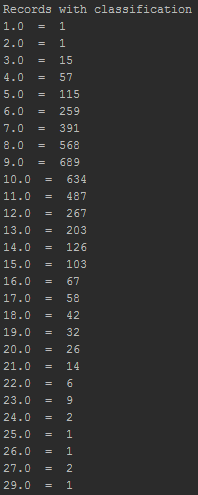 Records with classification
1.0  =  1
2.0  =  1
3.0  =  15
4.0  =  57
5.0  =  115
6.0  =  259
7.0  =  391
8.0  =  568
9.0  =  689
10.0  =  634
11.0  =  487
12.0  =  267
13.0  =  203
14.0  =  126
15.0  =  103
16.0  =  67
17.0  =  58
18.0  =  42
19.0  =  32
20.0  =  26
21.0  =  14
22.0  =  6
23.0  =  9
24.0  =  2
25.0  =  1
26.0  =  1
27.0  =  2
29.0  =  1